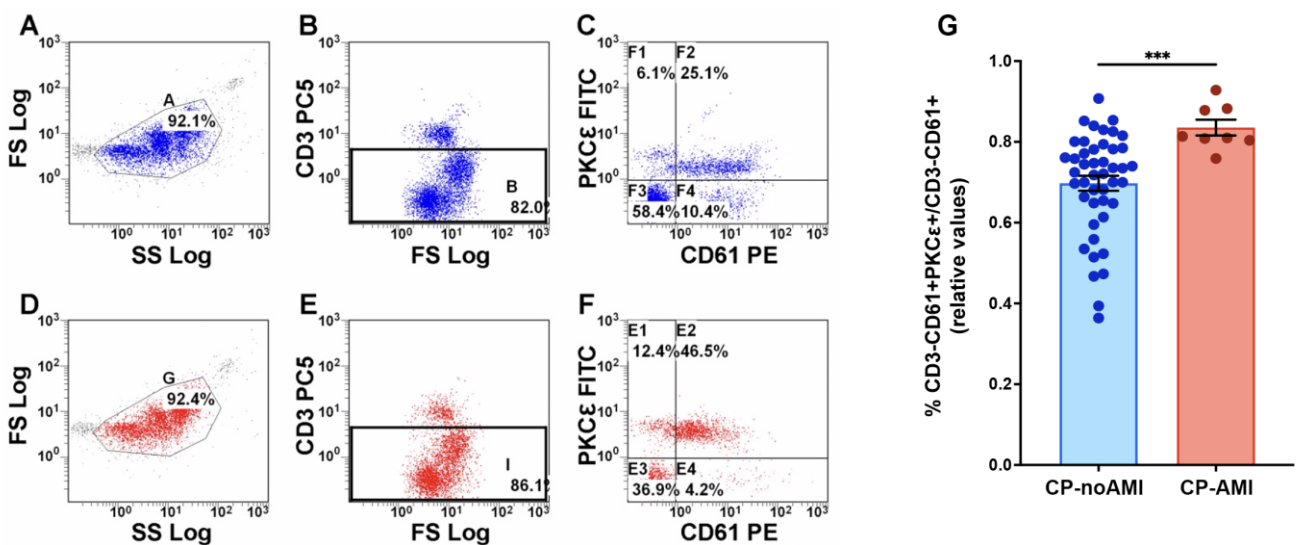 A
FS Log
10³
10²
10¹
10⁰
A
92.1%
10⁰ 10¹ 10² 10³
SS Log
B
CD3 PC5
10³
10²
10¹
10⁰
B
82.0%
10⁰ 10¹ 10² 10³
FS Log
C
PKCε FITC
10³
10²
10¹
10⁰
F1 F2
6.1% 25.1%
F3 F4
58.4% 10.4%
10⁰ 10¹ 10² 10³
CD61 PE
D
FS Log
10³
10²
10¹
10⁰
G
92.4%
10⁰ 10¹ 10² 10³
SS Log
E
CD3 PC5
10³
10²
10¹
10⁰
I
86.1
10⁰ 10¹ 10² 10³
FS Log
F
PKCε FITC
10³
10²
10¹
10⁰
E1 E2
12.4% 46.5%
E3 E4
36.9% 4.2%
10⁰ 10¹ 10² 10³
CD61 PE
G
% CD3-CD61+PKCε+/CD3-CD61+
(relative values)
1.0
0.8
0.6
0.4
0.2
0.0
***
CP-noAMI CP-AMI